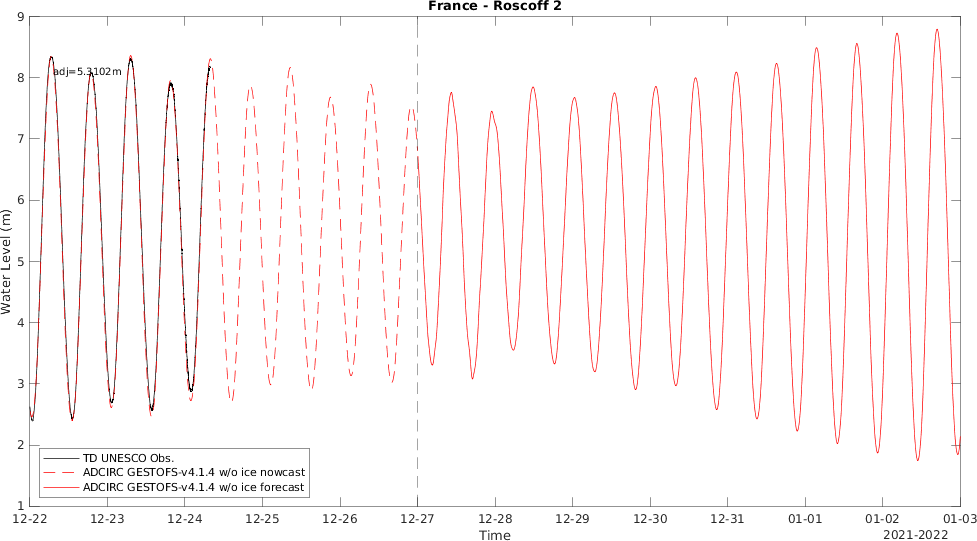 France - Roscoff 2
9
8
7
6
5
4
3
2
1
Water Level (m)
adj=5.3102m
TD UNESCO Obs.
ADCIRC GESTOFS-v4.1.4 w/o ice nowcast
ADCIRC GESTOFS-v4.1.4 w/o ice forecast
12-22 12-23 12-24 12-25 12-26 12-27 12-28 12-29 12-30 12-31 01-01 01-02 01-03
Time
2021-2022